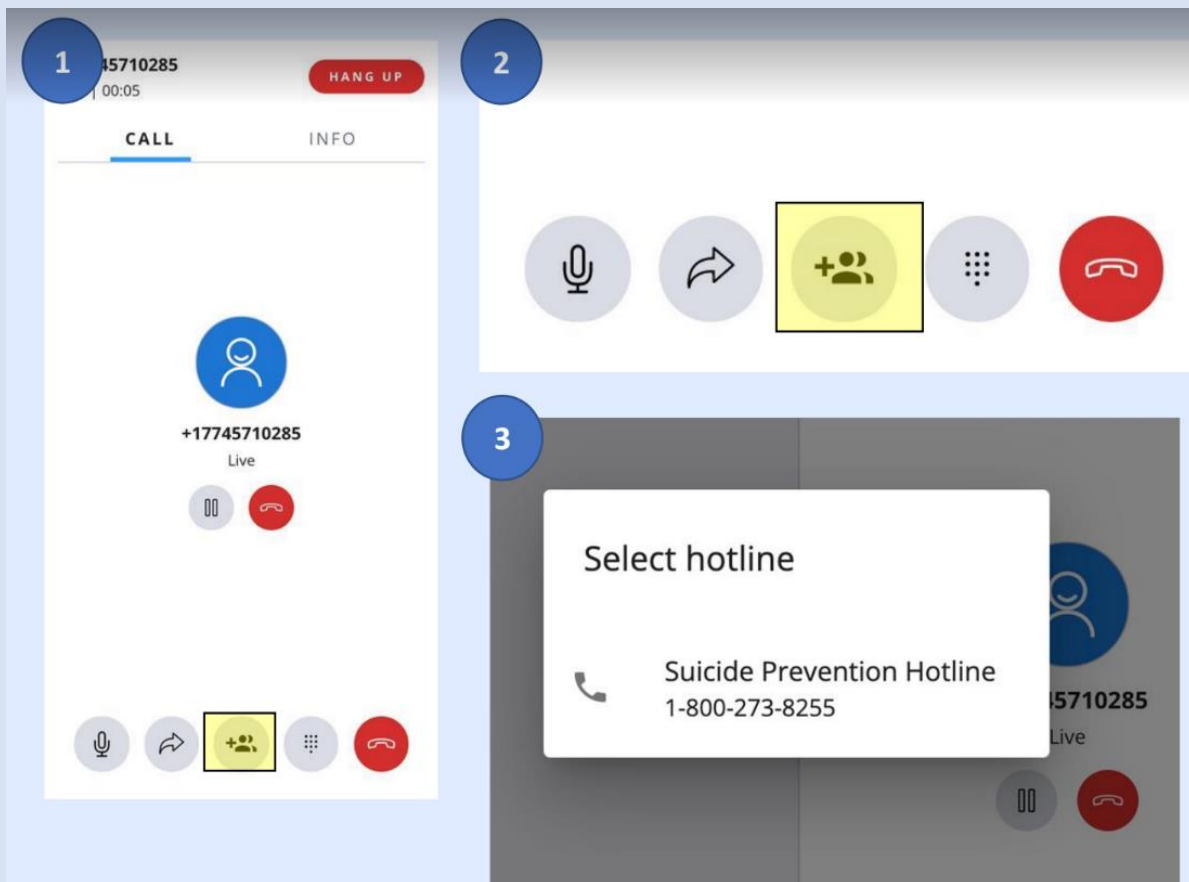 1
45710285
HANG UP
| 00:05
CALL
INFO
+17745710285
Live
2
3
Select hotline
Suicide Prevention Hotline
1-800-273-8255
45710285
Live